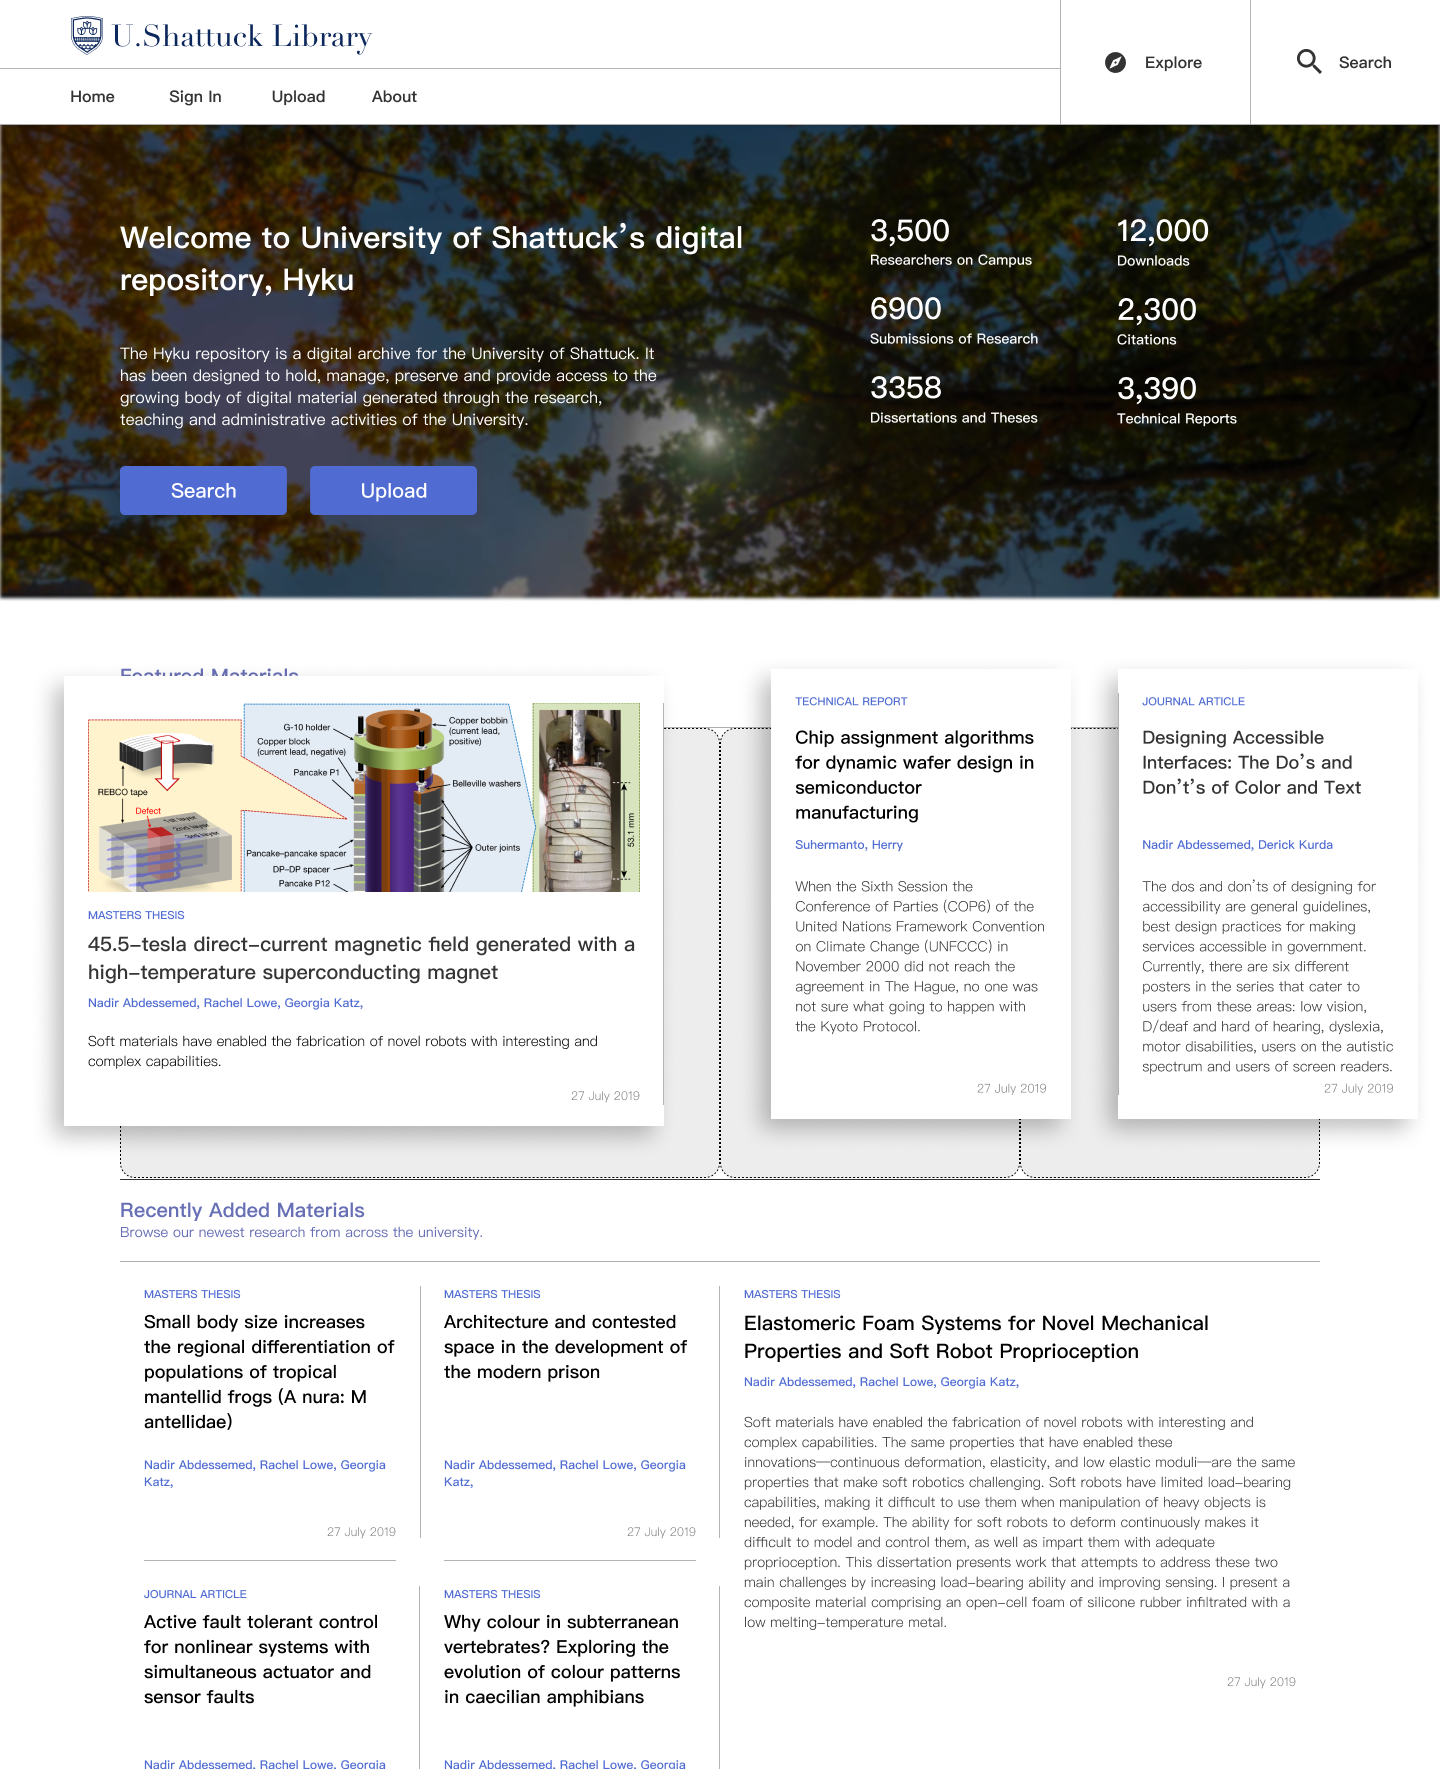 U.Shattuck Library
Explore
Search
Home
Sign In
Upload
About
Welcome to University of Shattuck’s digital
repository, Hyku
The Hyku repository is a digital archive for the University of Shattuck. It
has been designed to hold, manage, preserve and provide access to the
growing body of digital material generated through the research,
teaching and administrative activities of the University.
Search
Upload
3,500
Researchers on Campus
12,000
Downloads
6900
Submissions of Research
2,300
Citations
3358
Dissertations and Theses
3,390
Technical Reports
Featured Materials
G-10 holder
Copper block
(current lead, negative)
Pancake P1
Copper bobbin
(current lead,
positive)
Belleville washers
REBCO tape
Defect
1st layer
2nd layer
3rd layer
Pancake-pancake spacer
DP-DP spacer
Pancake P12
Outer joints
53.1 mm
MASTERS THESIS
45.5-tesla direct-current magnetic field generated with a
high-temperature superconducting magnet
Nadir Abdessemed, Rachel Lowe, Georgia Katz,
Soft materials have enabled the fabrication of novel robots with interesting and
complex capabilities.
27 July 2019
TECHNICAL REPORT
Chip assignment algorithms
for dynamic wafer design in
semiconductor
manufacturing
Suhermanto, Herry
When the Sixth Session the
Conference of Parties (COP6) of the
United Nations Framework Convention
on Climate Change (UNFCCC) in
November 2000 did not reach the
agreement in The Hague, no one was
not sure what going to happen with
the Kyoto Protocol.
27 July 2019
JOURNAL ARTICLE
Designing Accessible
Interfaces: The Do’s and
Don’t’s of Color and Text
Nadir Abdessemed, Derick Kurda
The dos and don’ts of designing for
accessibility are general guidelines,
best design practices for making
services accessible in government.
Currently, there are six different
posters in the series that cater to
users from these areas: low vision,
D/deaf and hard of hearing, dyslexia,
motor disabilities, users on the autistic
spectrum and users of screen readers.
27 July 2019
Recently Added Materials
Browse our newest research from across the university.
MASTERS THESIS
Small body size increases
the regional differentiation of
populations of tropical
mantellid frogs (A nura: M
antellidae)
Nadir Abdessemed, Rachel Lowe, Georgia
Katz,
27 July 2019
MASTERS THESIS
Architecture and contested
space in the development of
the modern prison
Nadir Abdessemed, Rachel Lowe, Georgia
Katz,
27 July 2019
MASTERS THESIS
Elastomeric Foam Systems for Novel Mechanical
Properties and Soft Robot Proprioception
Nadir Abdessemed, Rachel Lowe, Georgia Katz,
Soft materials have enabled the fabrication of novel robots with interesting and
complex capabilities. The same properties that have enabled these
innovations—continuous deformation, elasticity, and low elastic moduli—are the same
properties that make soft robotics challenging. Soft robots have limited load-bearing
capabilities, making it difficult to use them when manipulation of heavy objects is
needed, for example. The ability for soft robots to deform continuously makes it
difficult to model and control them, as well as impart them with adequate
proprioception. This dissertation presents work that attempts to address these two
main challenges by increasing load-bearing ability and improving sensing. I present a
composite material comprising an open-cell foam of silicone rubber infiltrated with a
low melting-temperature metal.
27 July 2019
JOURNAL ARTICLE
Active fault tolerant control
for nonlinear systems with
simultaneous actuator and
sensor faults
Nadir Abdessemed, Rachel Lowe, Georgia
MASTERS THESIS
Why colour in subterranean
vertebrates? Exploring the
evolution of colour patterns
in caecilian amphibians
Nadir Abdessemed, Rachel Lowe, Georgia